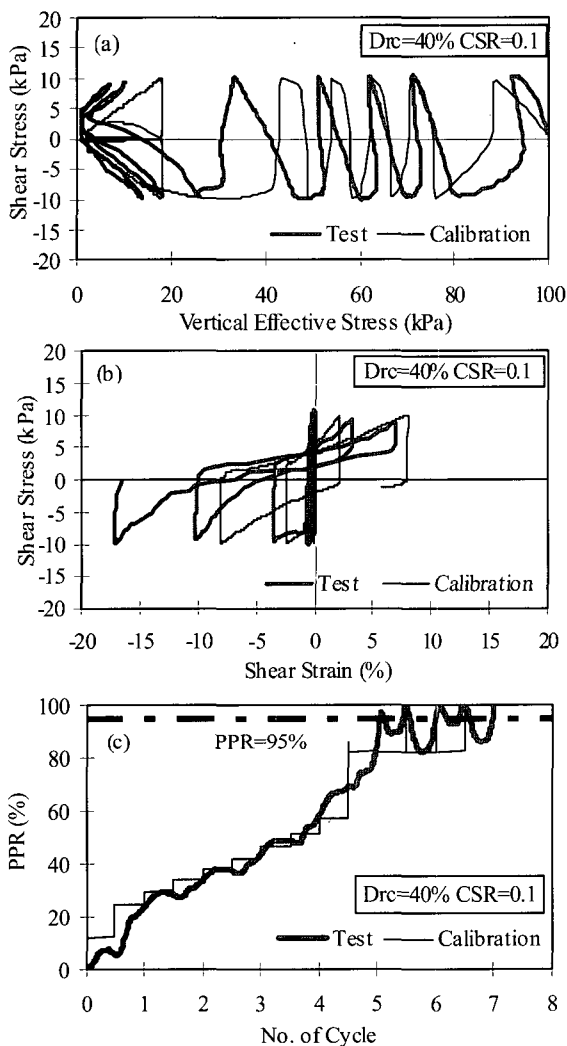 (a)
Drc=40% CSR=0.1
Shear Stress (kPa)
20
15
10
5
0
-5
-10
-15
-20
Test
Calibration
0
20
40
60
80
100
Vertical Effective Stress (kPa)
(b)
Drc=40% CSR=0.1
Shear Stress (kPa)
20
15
10
5
0
-5
-10
-15
-20
Test
Calibration
-20
-15
-10
-5
0
5
10
15
20
Shear Strain (%)
(c)
PPR=95%
PPR (%)
100
80
60
40
20
0
Drc=40% CSR=0.1
Test
Calibration
0
1
2
3
4
5
6
7
8
No. of Cycle